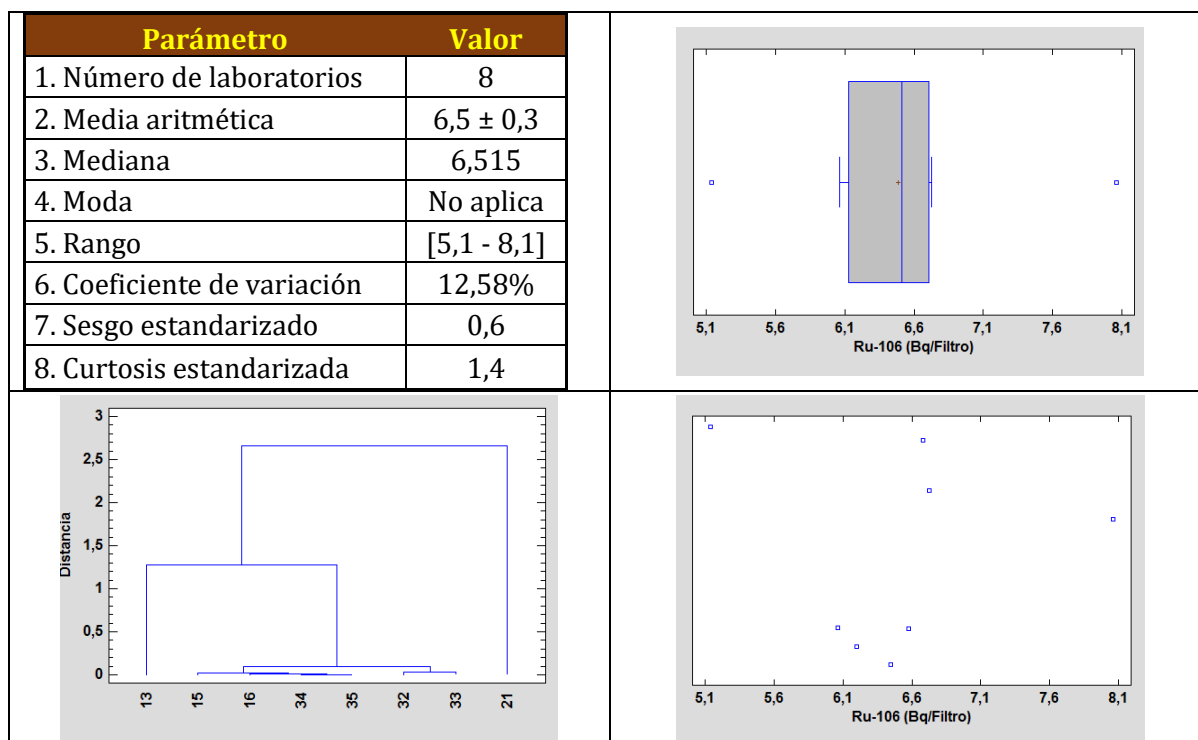 Parámetro Valor
1. Número de laboratorios 8
2. Media aritmética 6,5 ± 0,3
3. Mediana 6,515
4. Moda No aplica
5. Rango [5,1 - 8,1]
6. Coeficiente de variación 12,58%
7. Sesgo estandarizado 0,6
8. Curtosis estandarizada 1,4
5,1 5,6 6,1 6,6 7,1 7,6 8,1
Ru-106 (Bq/Filtro)
3
2,5
2
1,5
1
0,5
0
Distancia
13 15 16 34 35 32 33 21
5,1 5,6 6,1 6,6 7,1 7,6 8,1
Ru-106 (Bq/Filtro)